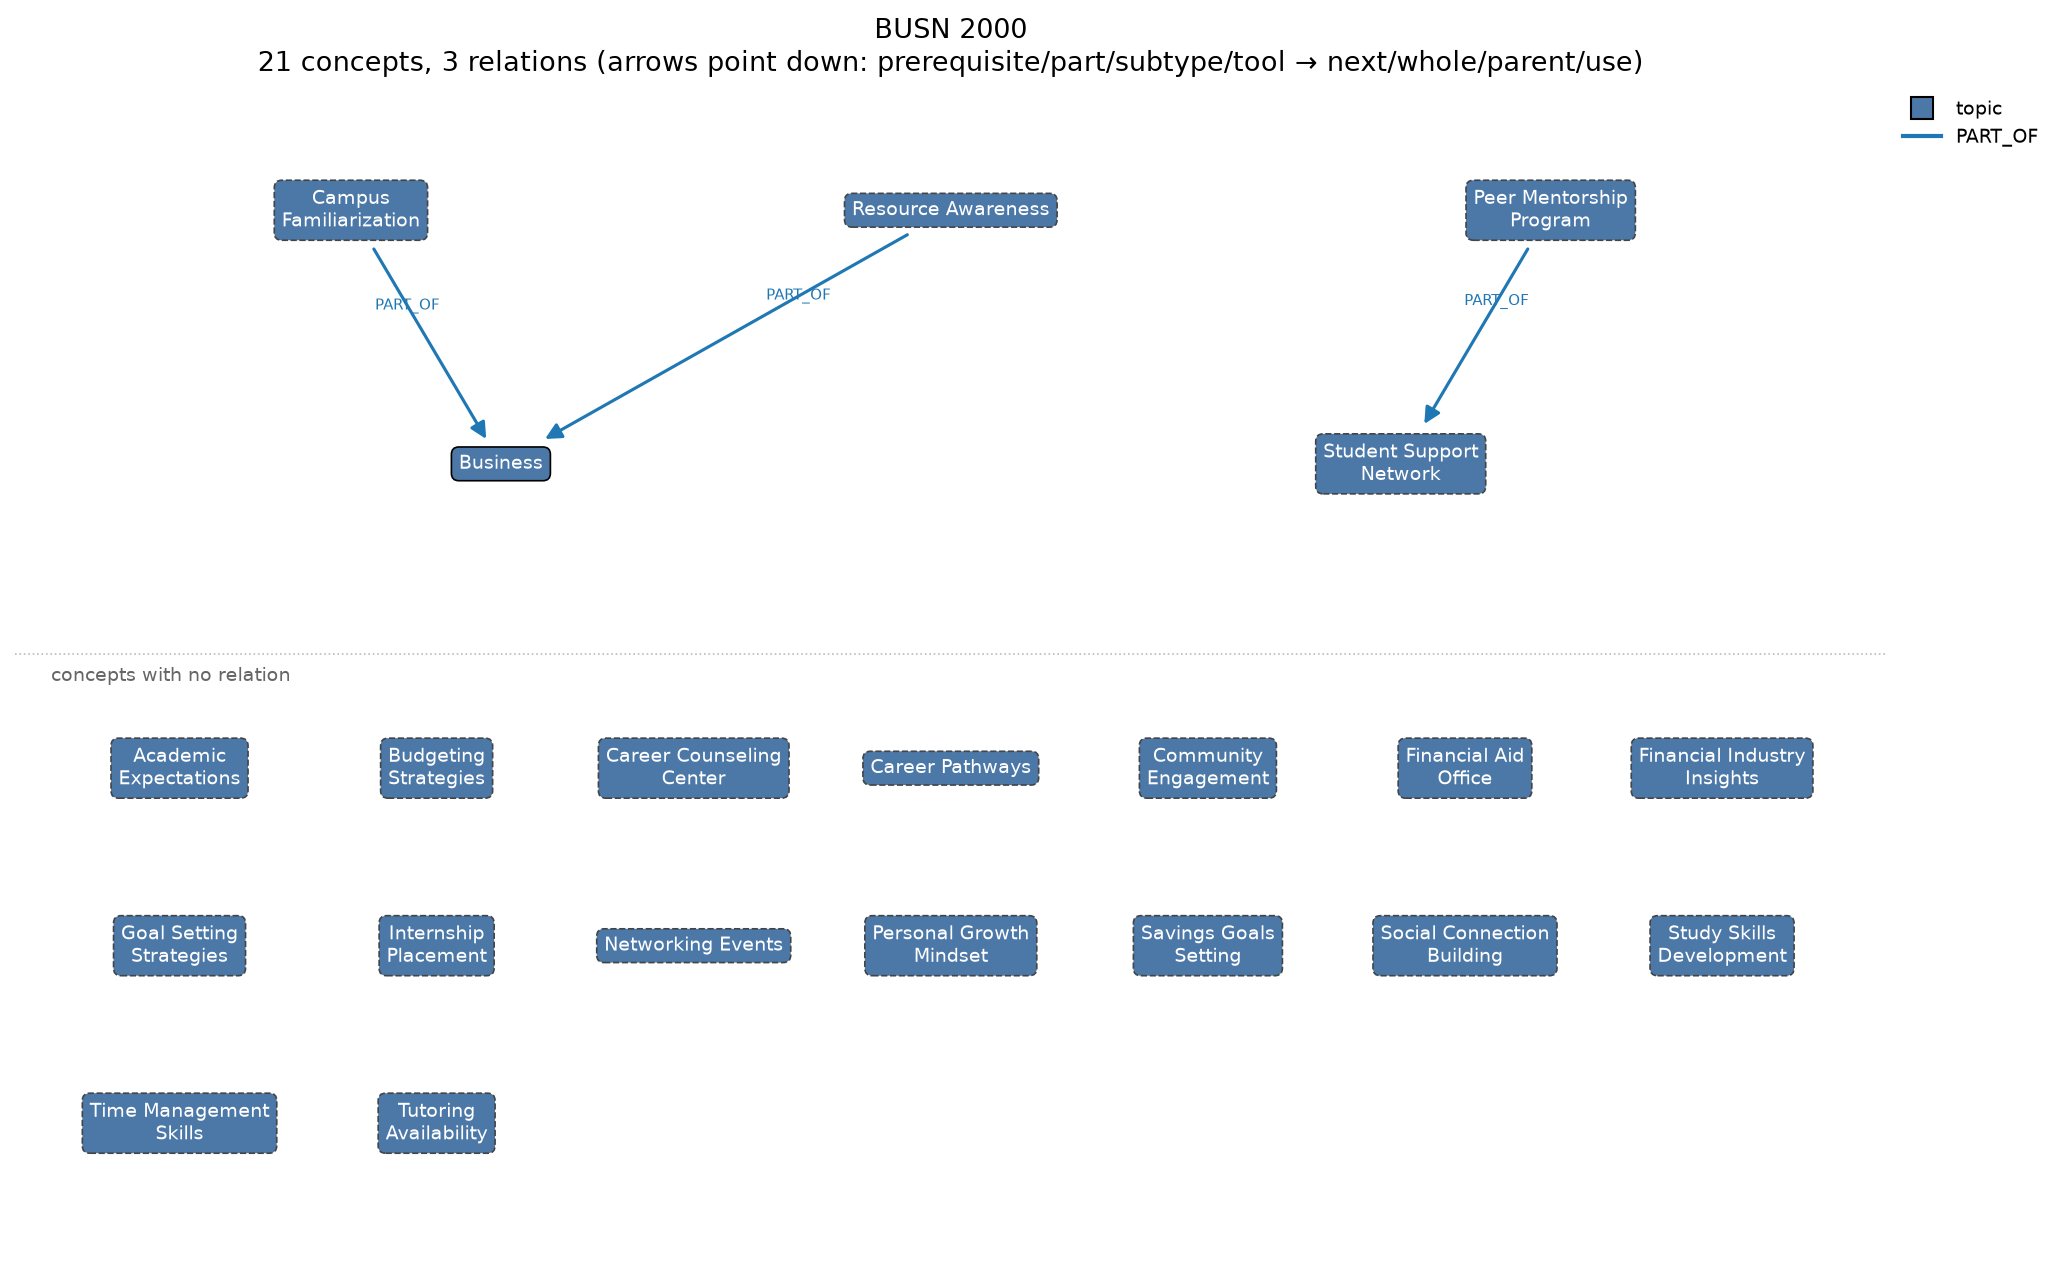 BUSN 2000
21 concepts, 3 relations (arrows point down: prerequisite/part/subtype/tool → next/whole/parent/use)
topic
PART_OF
Campus
Familiarization
Resource Awareness
Peer Mentorship
Program
PART_OF
PART_OF
PART_OF
Business
Student Support
Network
concepts with no relation
Academic
Expectations
Budgeting
Strategies
Career Counseling
Center
Career Pathways
Community
Engagement
Financial Aid
Office
Financial Industry
Insights
Goal Setting
Strategies
Internship
Placement
Networking Events
Personal Growth
Mindset
Savings Goals
Setting
Social Connection
Building
Study Skills
Development
Time Management
Skills
Tutoring
Availability